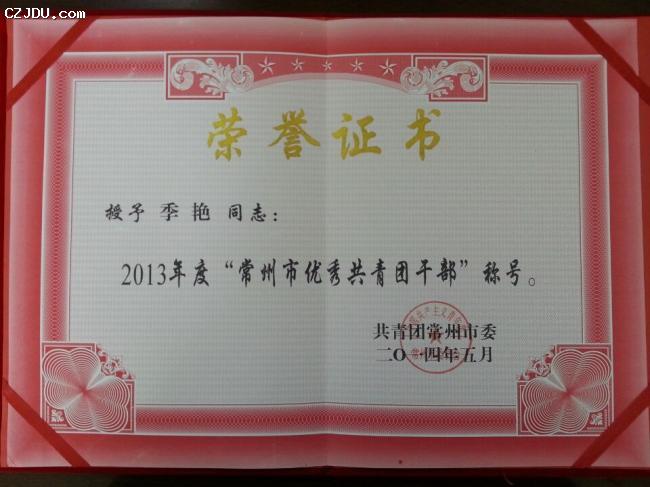 CZJDU.COM
荣誉证书
授予 季艳 同志：
2013年度“常州市优秀共青团干部”称号。
共青团常州市委
二〇一四年五月